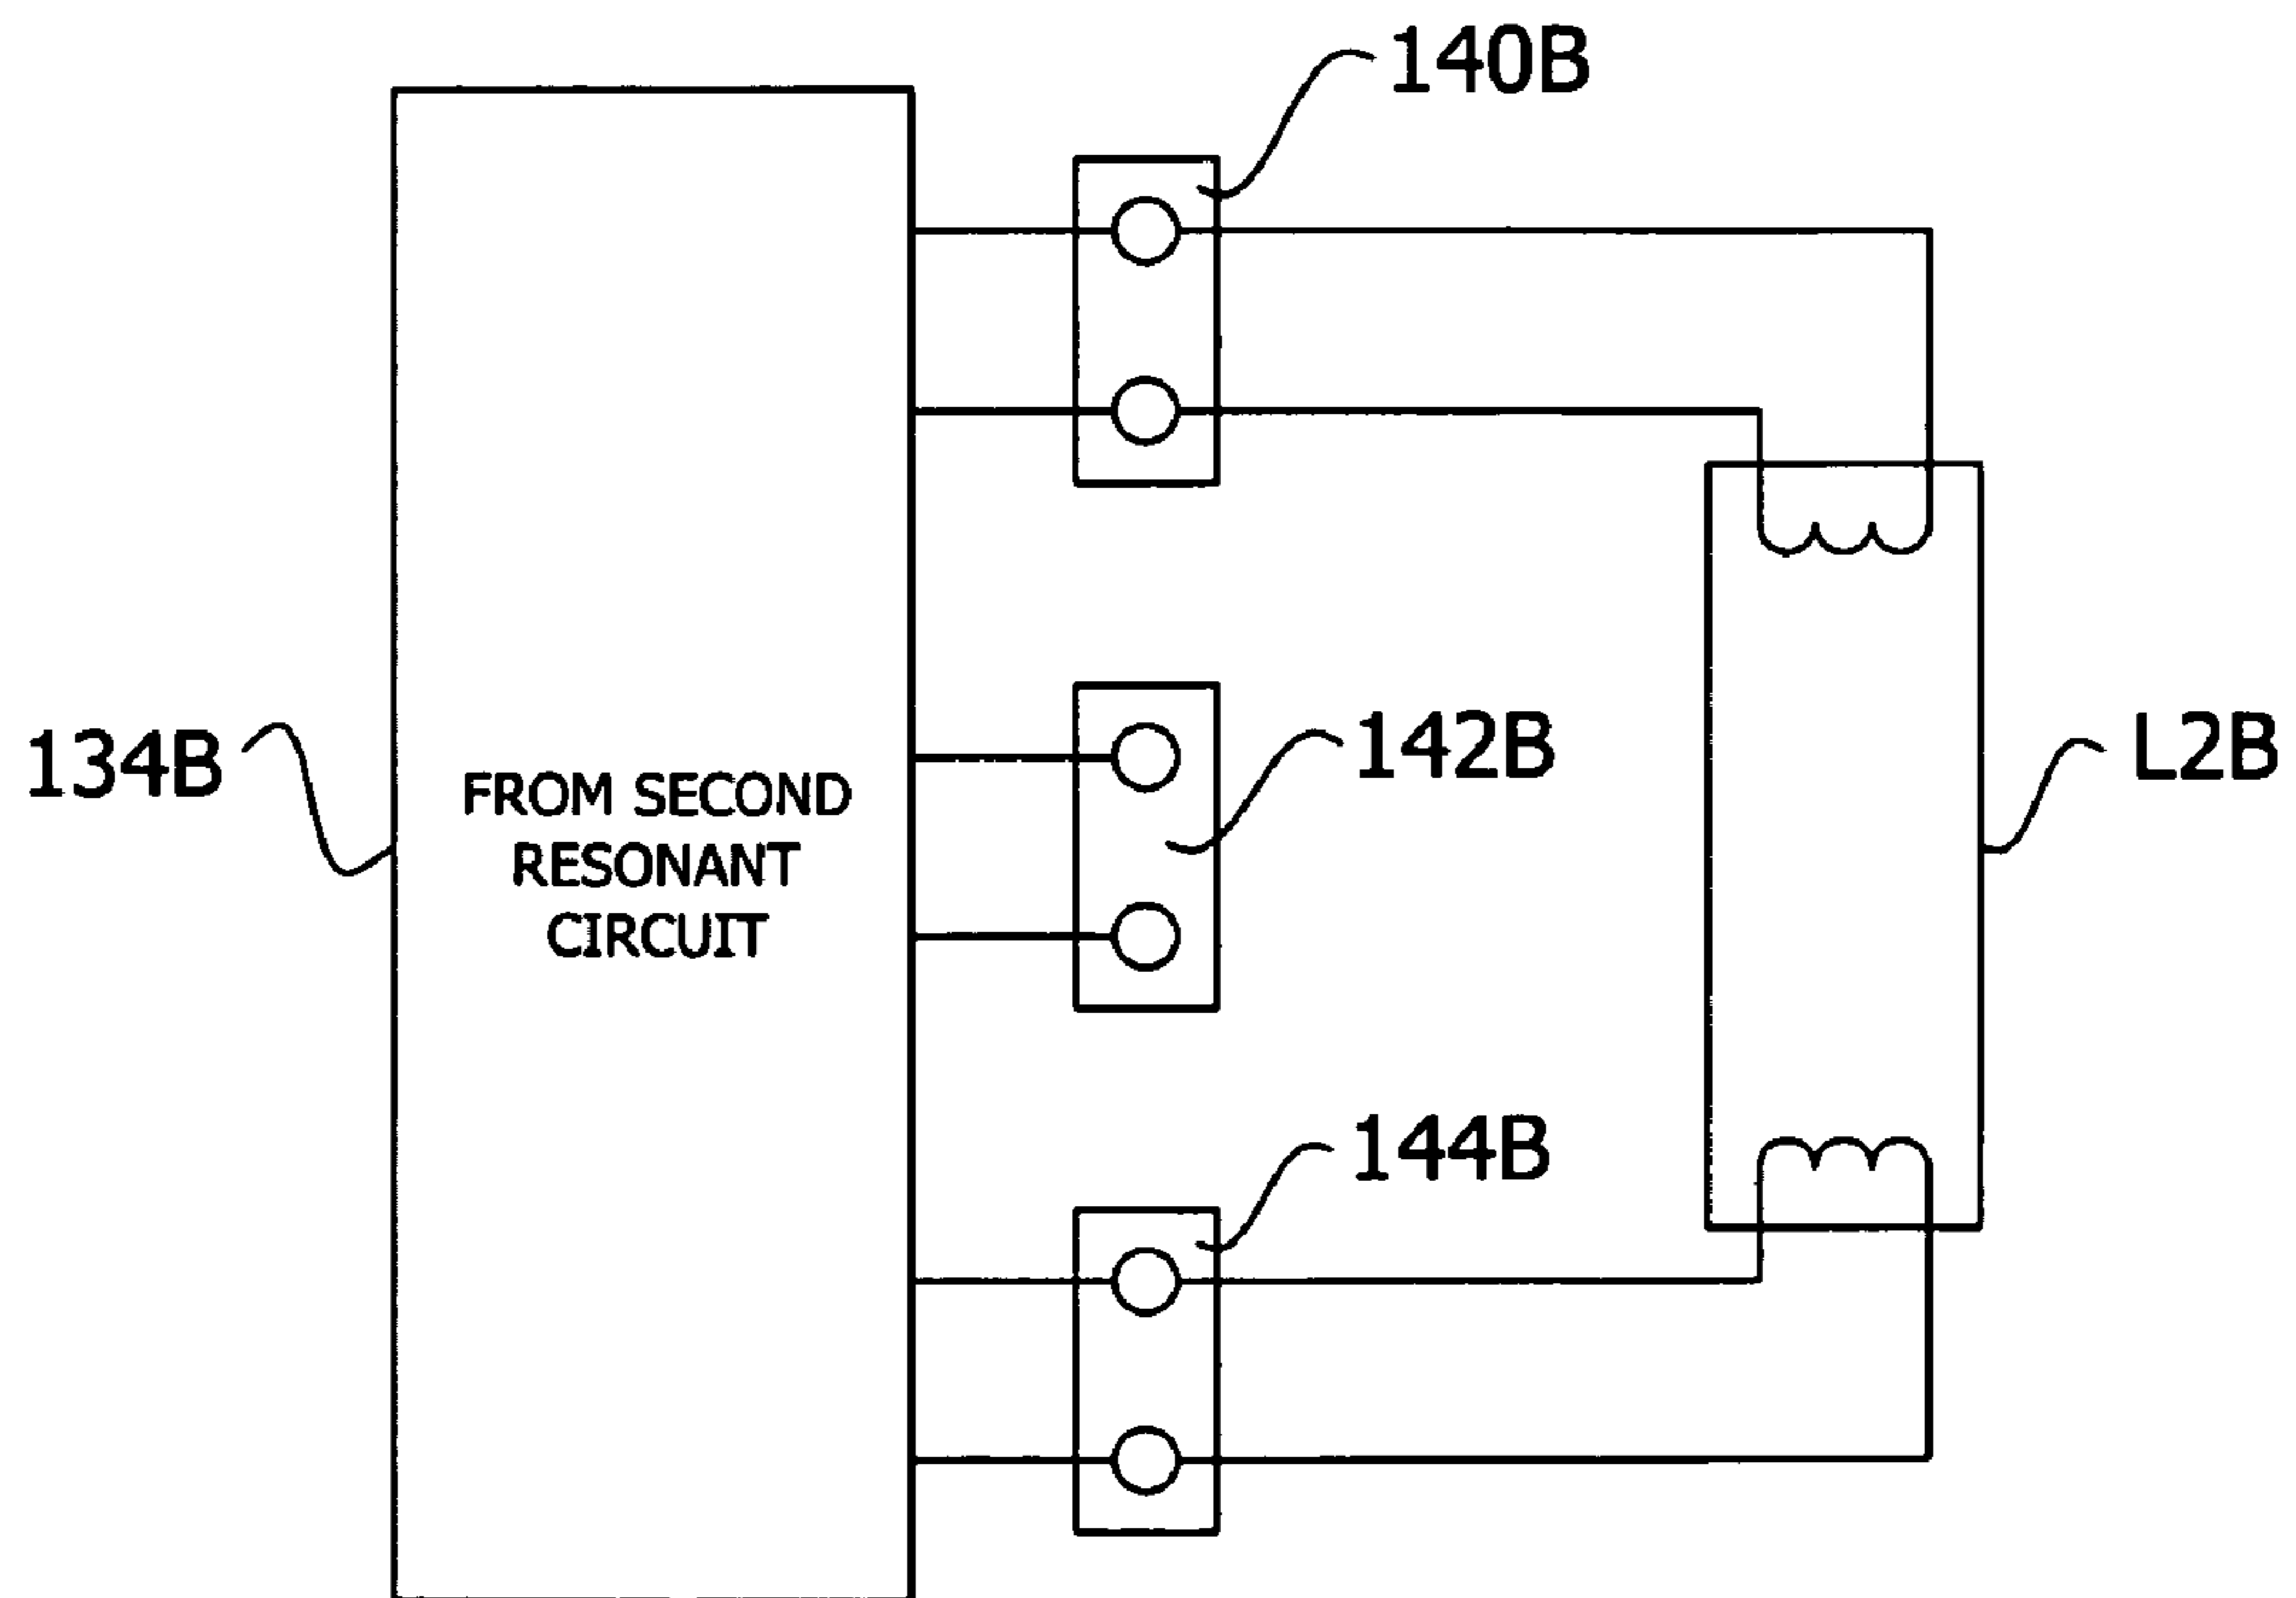 140B
134B
FROM SECOND
RESONANT
CIRCUIT
142B
L2B
144B